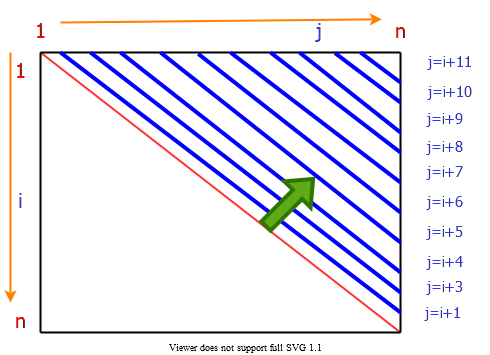 1 j n
1
j=i+11
j=i+10
j=i+9
j=i+8
j=i+7
i
j=i+6
j=i+5
j=i+4
j=i+3
j=i+1
n
Viewer does not support full SVG 1.1